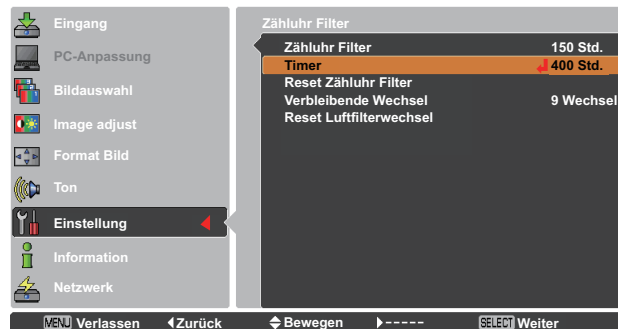 Eingang
PC-Anpassung
Bildauswahl
Image adjust
Format Bild
Ton
Einstellung
Information
Netzwerk
Zähluhr Filter
Zähluhr Filter 150 Std.
Timer 400 Std.
Reset Zähluhr Filter
Verbleibende Wechsel 9 Wechsel
Reset Luftfilterwechsel
MENU Verlassen Zurück Bewegen ----- SELECT Weiter